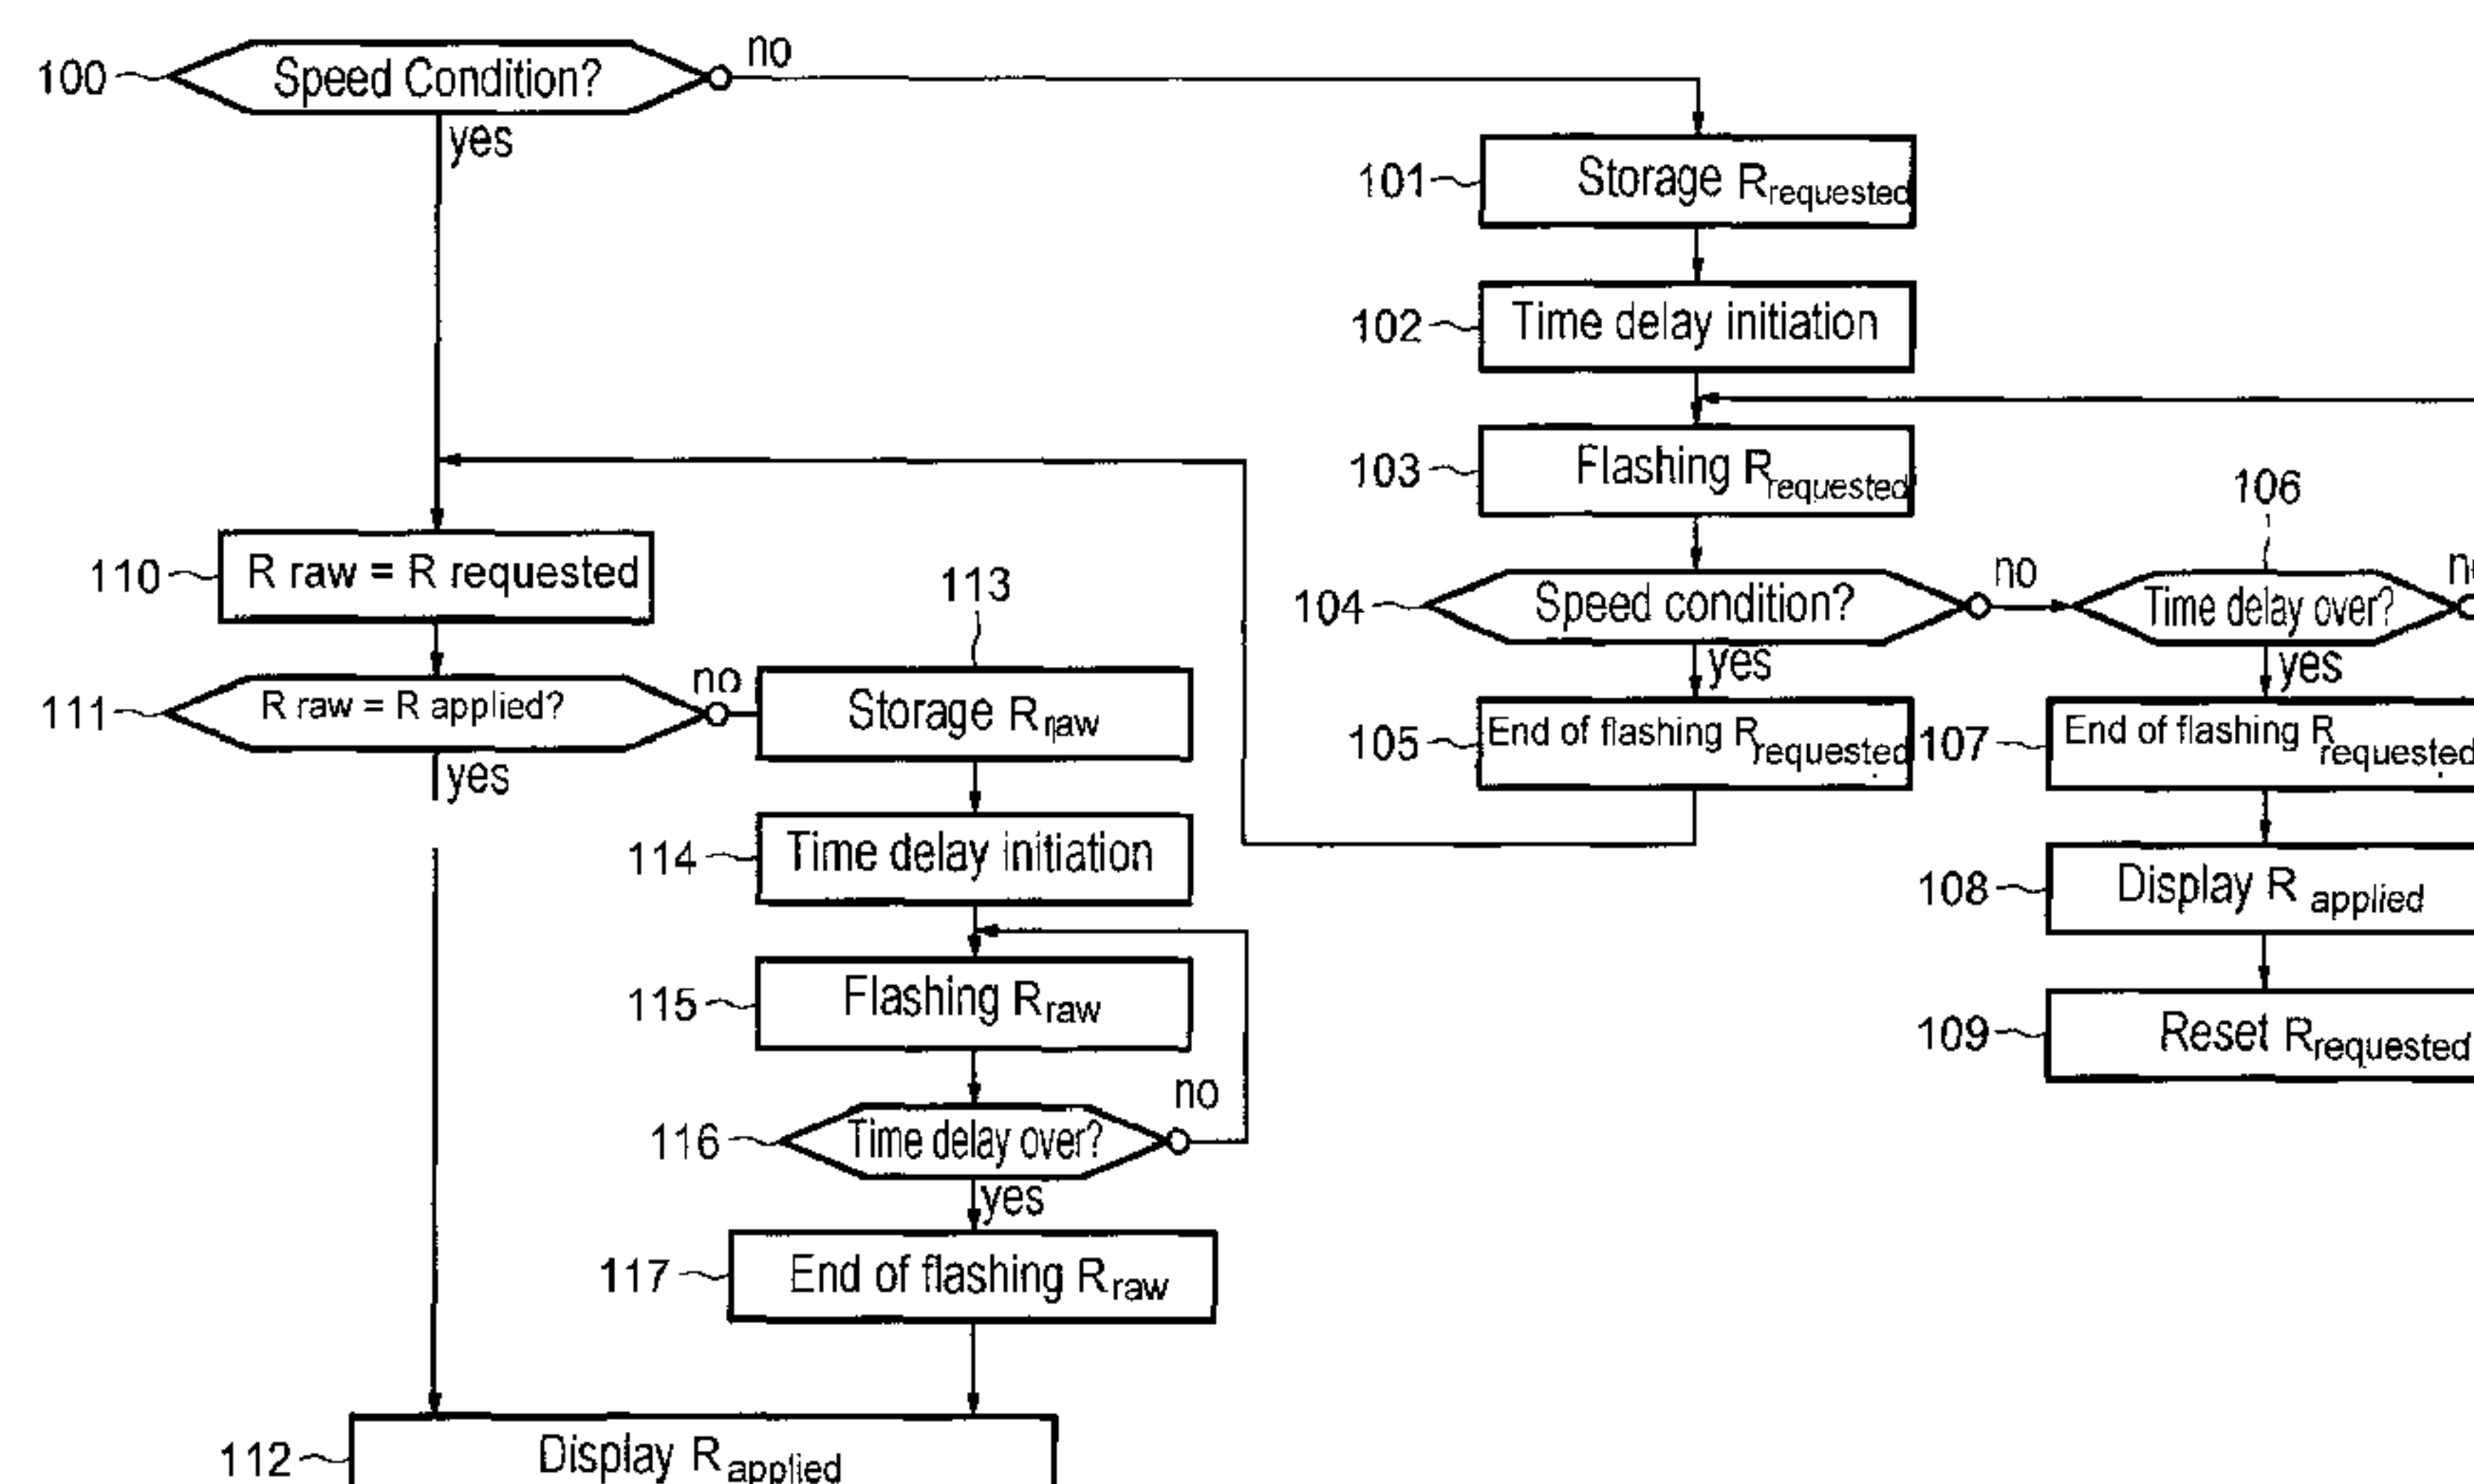 100
Speed Condition?
no
yes
101
Storage Rrequested
102
Time delay initiation
103
Flashing Rrequested
104
Speed condition?
no
yes
105
End of flashing Rrequested
106
Time delay over?
yes
107
End of flashing Rrequested
108
Display R applied
109
Reset Rrequested
110
R raw = R requested
111
R raw = R applied?
no
yes
113
Storage Rraw
114
Time delay initiation
115
Flashing Rraw
116
Time delay over?
no
yes
117
End of flashing Rraw
112
Display Rapplied